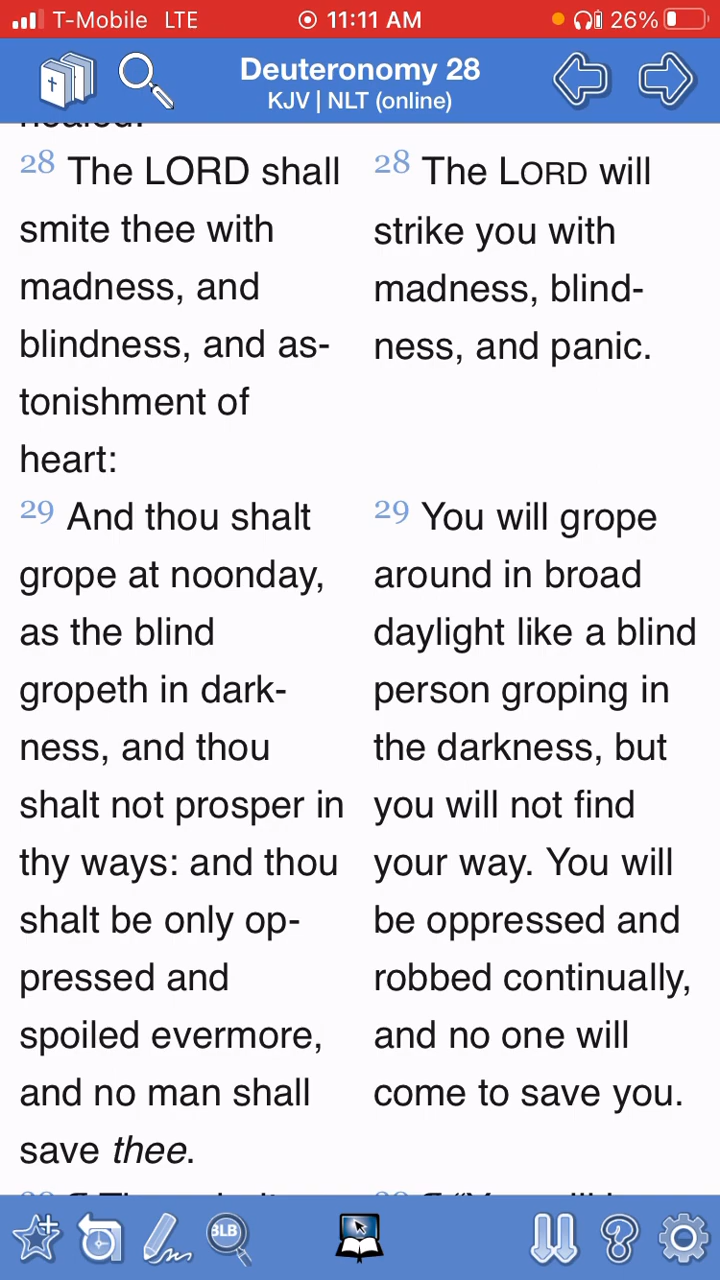 T-Mobile LTE 11:11 AM 26%
Deuteronomy 28
KJV | NLT (online)
healed.
28 The LORD shall
smite thee with
madness, and
blindness, and as-
tonishment of
heart:
29 And thou shalt
grope at noonday,
as the blind
gropeth in dark-
ness, and thou
shalt not prosper in
thy ways: and thou
shalt be only op-
pressed and
spoiled evermore,
and no man shall
save thee.
28 The LORD will
strike you with
madness, blind-
ness, and panic.
29 You will grope
around in broad
daylight like a blind
person groping in
the darkness, but
you will not find
your way. You will
be oppressed and
robbed continually,
and no one will
come to save you.
BLB